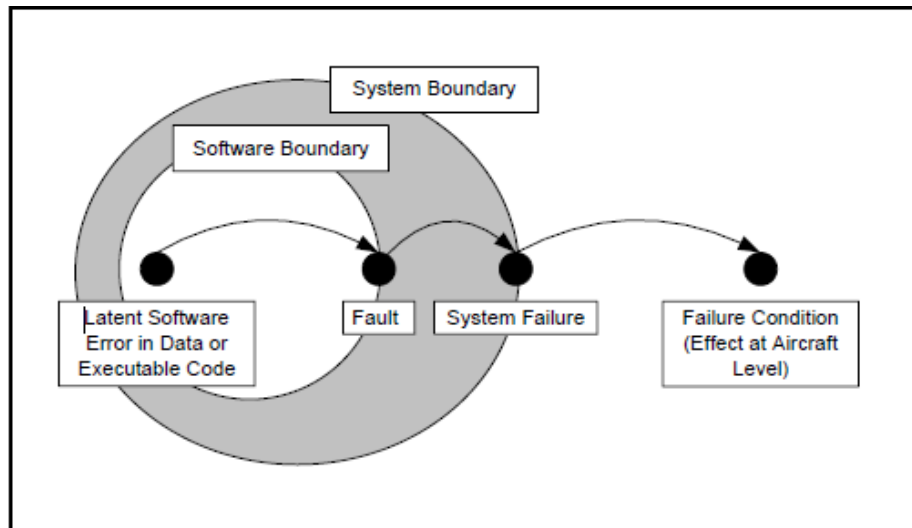 System Boundary
Software Boundary
Latent Software
Error in Data or
Executable Code
Fault
System Failure
Failure Condition
(Effect at Aircraft
Level)